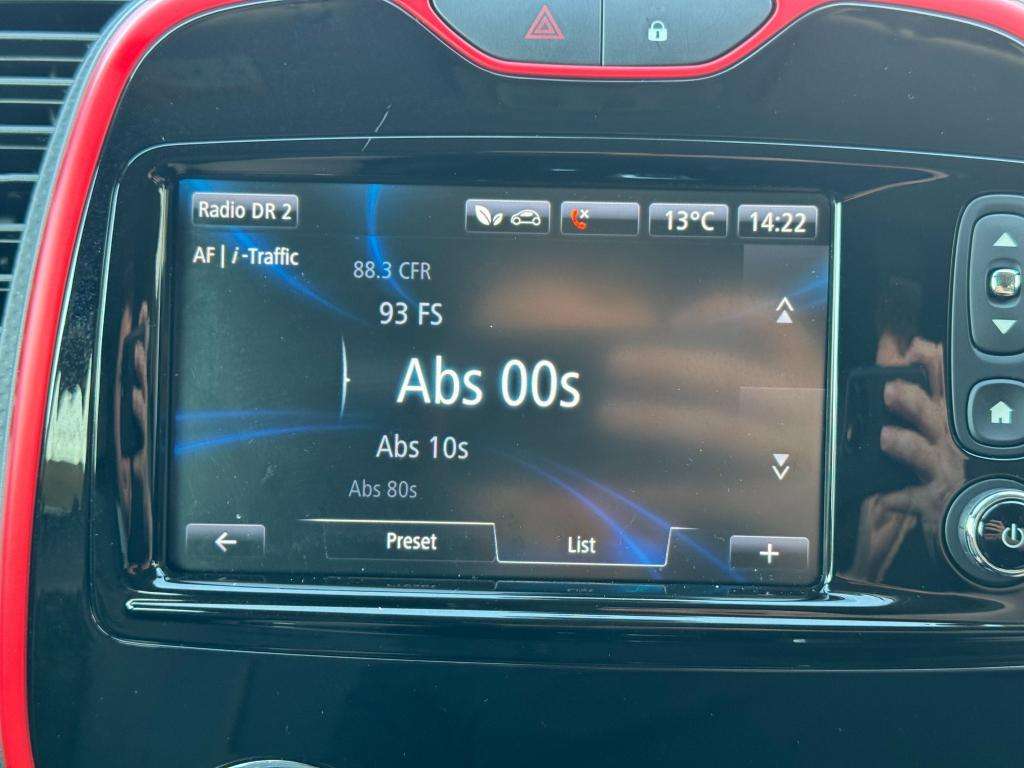 Radio DR 2
13°C
14:22
AF | i-Traffic
88.3 CFR
93 FS
Abs 00s
Abs 10s
Abs 80s
Preset
List
+